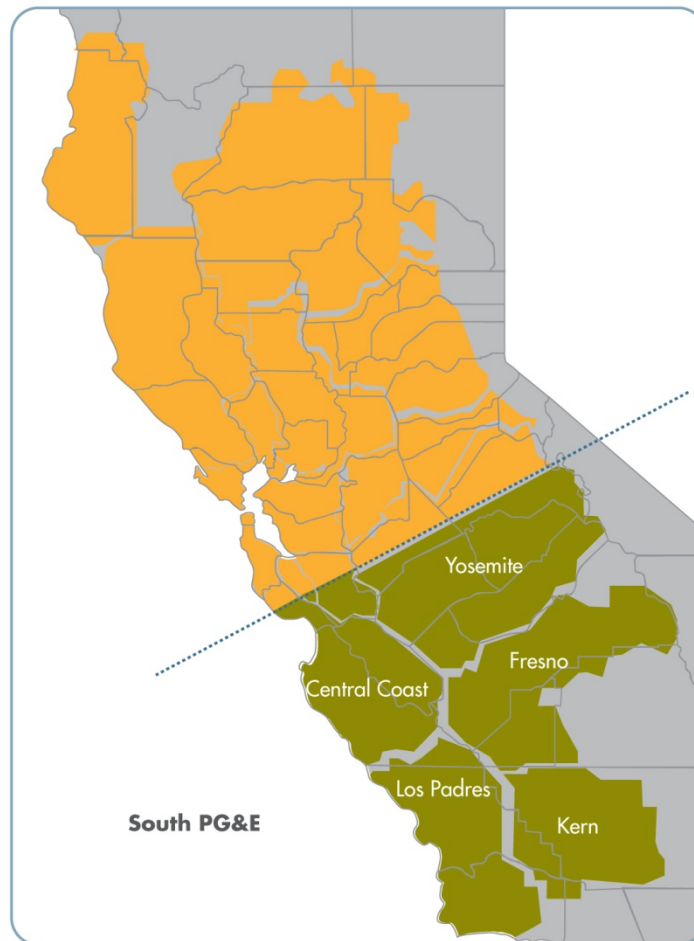 Yosemite
Fresno
Central Coast
Los Padres
Kern
South PG&E